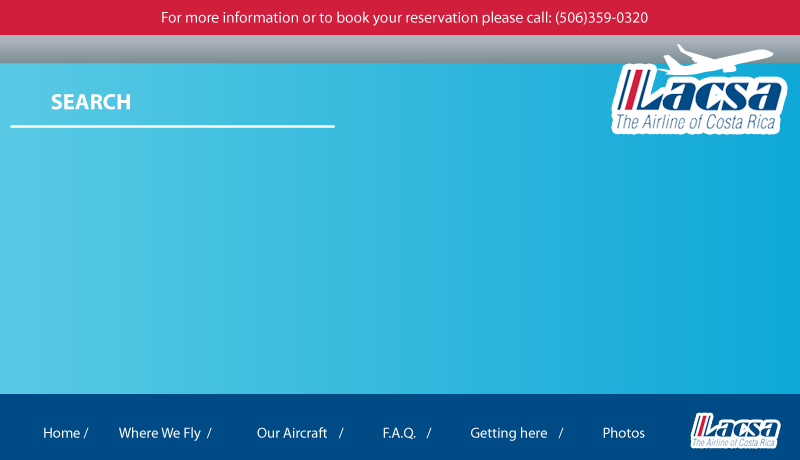 For more information or to book your reservation please call: (506)359-0320
Lacsa
The Airline of Costa Rica
SEARCH
Home / Where We Fly / Our Aircraft / F.A.Q. / Getting here / Photos
Lacsa
The Airline of Costa Rica